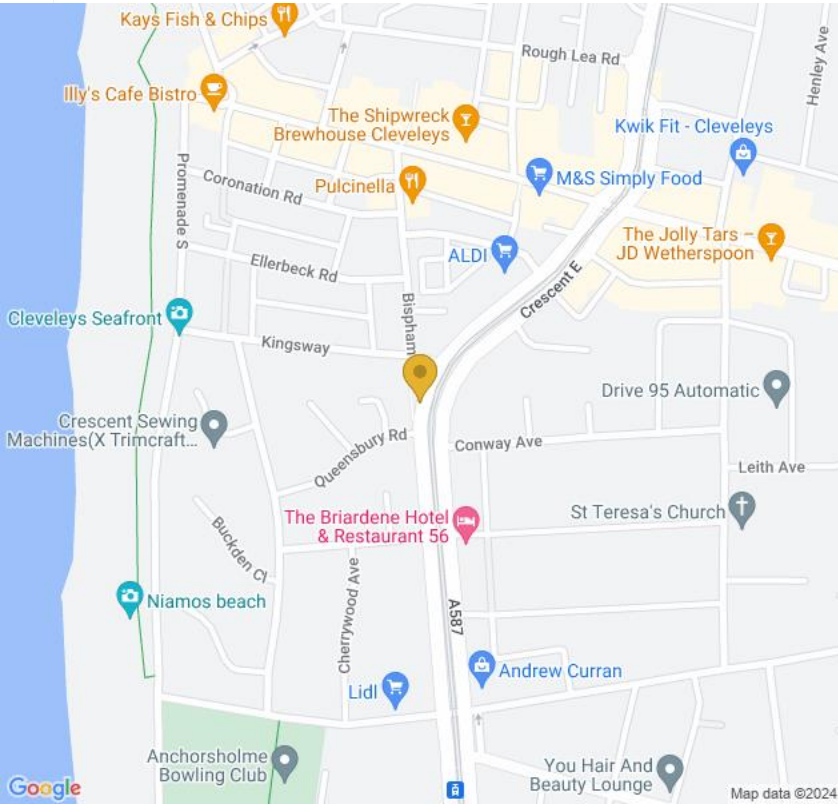 Kays Fish & Chips
Rough Lea Rd
Henley Ave
Illy's Cafe Bistro
The Shipwreck
Brewhouse Cleveleys
Kwik Fit - Cleveleys
Promenade S
Coronation Rd
Pulcinella
M&S Simply Food
The Jolly Tars –
JD Wetherspoon
ALDI
Ellerbeck Rd
Crescent E
Bispham
Cleveleys Seafront
Kingsway
Drive 95 Automatic
Crescent Sewing
Machines(X Trimcraft...
Queensbury Rd
Conway Ave
Leith Ave
St Teresa's Church
The Briardene Hotel
& Restaurant 56
Buckden Cl
Cherrywood Ave
Niamos beach
A587
Andrew Curran
Lidl
Anchorsholme
Bowling Club
You Hair And
Beauty Lounge
Google
Map data ©2024